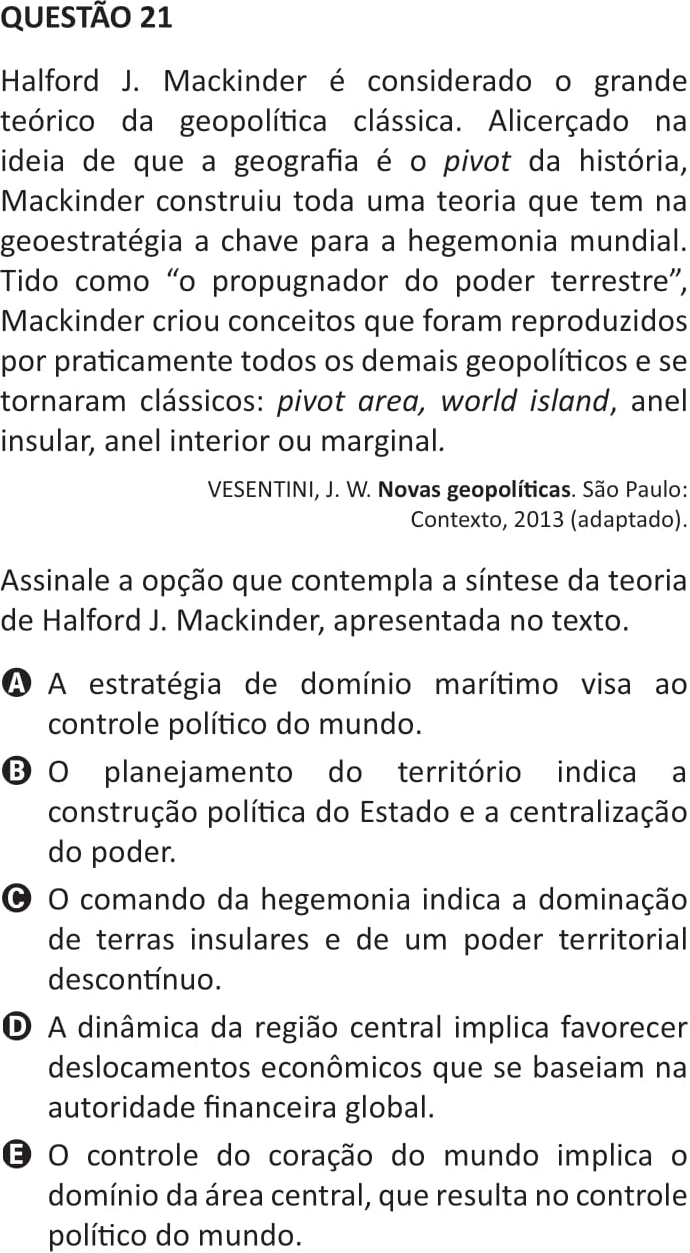 QUESTÃO 21
Halford J. Mackinder é considerado o grande
teórico da geopolítica clássica. Alicerçado na
ideia de que a geografia é o pivot da história,
Mackinder construiu toda uma teoria que tem na
geoestratégia a chave para a hegemonia mundial.
Tido como “o propugnador do poder terrestre”,
Mackinder criou conceitos que foram reproduzidos
por praticamente todos os demais geopolíticos e se
tornaram clássicos: pivot area, world island, anel
insular, anel interior ou marginal.
VESENTINI, J. W. Novas geopolíticas. São Paulo:
Contexto, 2013 (adaptado).
Assinale a opção que contempla a síntese da teoria
de Halford J. Mackinder, apresentada no texto.
A A estratégia de domínio marítimo visa ao
controle político do mundo.
B O planejamento do território indica a
construção política do Estado e a centralização
do poder.
C O comando da hegemonia indica a dominação
de terras insulares e de um poder territorial
descontínuo.
D A dinâmica da região central implica favorecer
deslocamentos econômicos que se baseiam na
autoridade financeira global.
E O controle do coração do mundo implica o
domínio da área central, que resulta no controle
político do mundo.